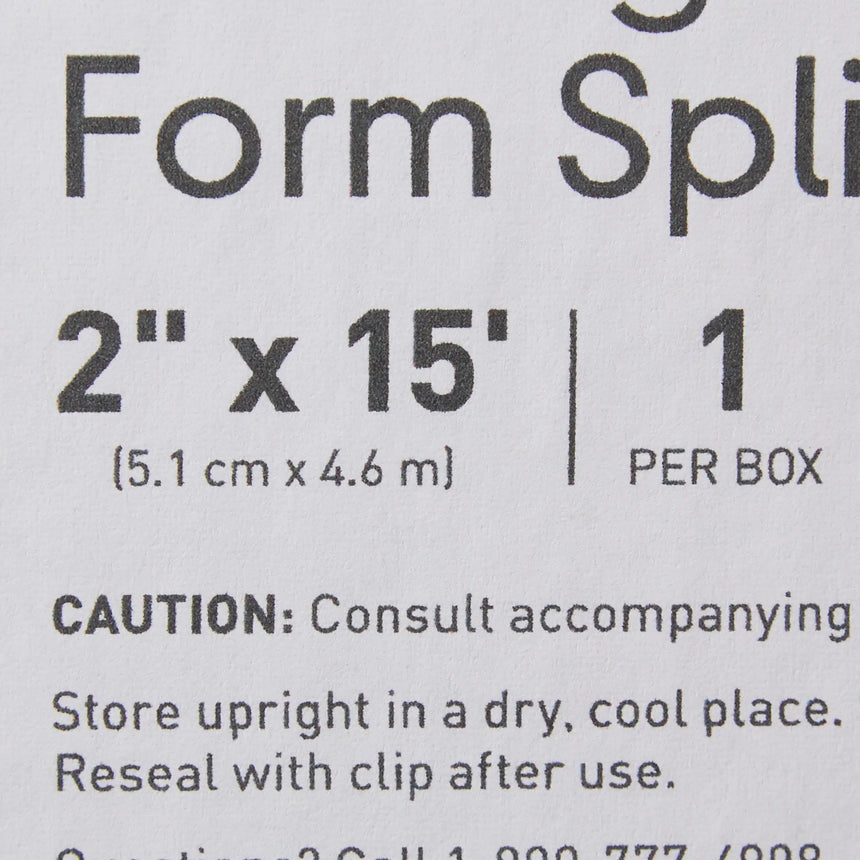 Form Spli
2" x 15' | 1
(5.1 cm x 4.6 m) PER BOX
CAUTION: Consult accompanying
Store upright in a dry, cool place.
Reseal with clip after use.